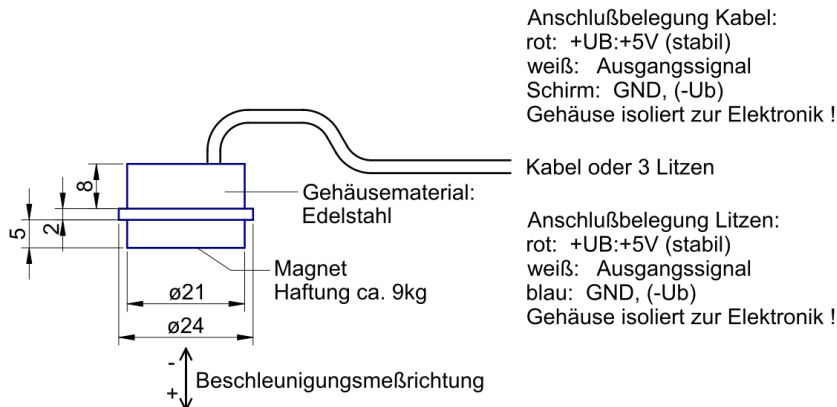 Anschlußbelegung Kabel:
rot: +UB:+5V (stabil)
weiß: Ausgangssignal
Schirm: GND, (-Ub)
Gehäuse isoliert zur Elektronik !
Kabel oder 3 Litzen
8
Gehäusematerial:
Edelstahl
2
5
Anschlußbelegung Litzen:
rot: +UB:+5V (stabil)
weiß: Ausgangssignal
blau: GND, (-Ub)
Gehäuse isoliert zur Elektronik !
Magnet
Haftung ca. 9kg
ø21
ø24
-
+
Beschleunigungsmeßrichtung